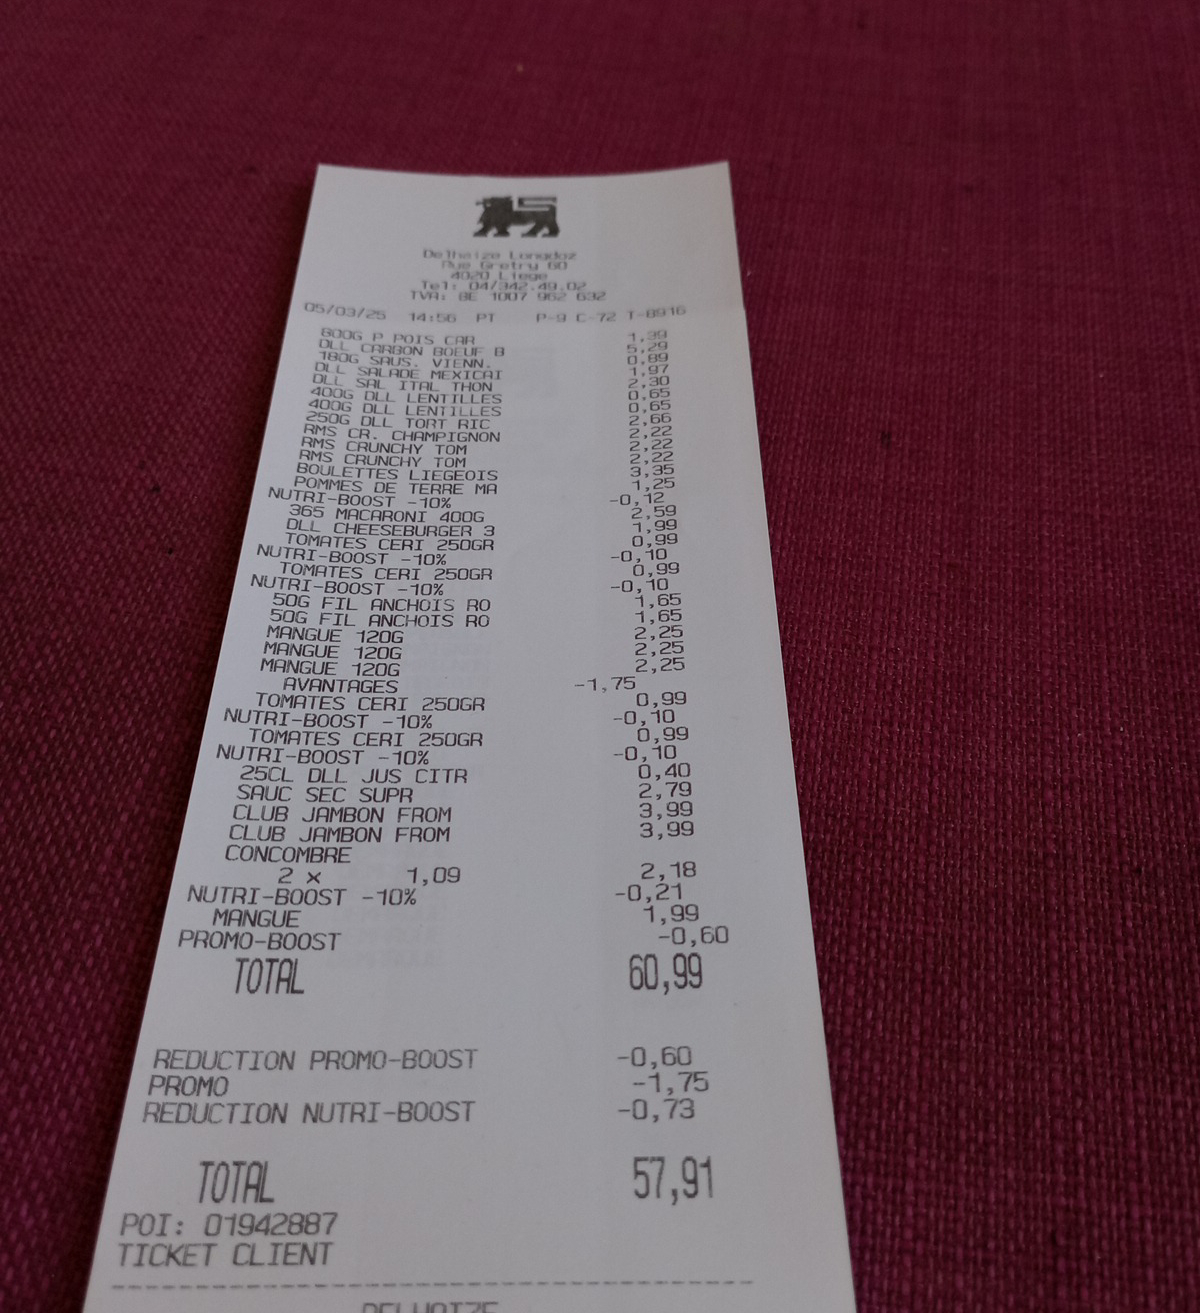 Delhaize Longdoz
Rue Gretry 60
4020 Liege
Tel: 04/342.49.02
TVA: BE 1007 962 632
05/03/25 14:56 PT P-9 C-72 T-8916
800G P POIS CAR 1,39
DLL CARBON BOEUF B 5,29
180G SAUS. VIENN. 0,89
DLL SALADE MEXICAI 1,97
DLL SAL ITAL THON 2,30
400G DLL LENTILLES 0,65
400G DLL LENTILLES 0,65
250G DLL TORT RIC 2,66
RMS CR. CHAMPIGNON 2,22
RMS CRUNCHY TOM 2,22
RMS CRUNCHY TOM 2,22
BOULETTES LIEGEOIS 3,35
POMMES DE TERRE MA 1,25
NUTRI-BOOST -10% -0,12
365 MACARONI 400G 2,59
DLL CHEESEBURGER 3 1,99
TOMATES CERI 250GR 0,99
NUTRI-BOOST -10% -0,10
TOMATES CERI 250GR 0,99
NUTRI-BOOST -10% -0,10
50G FIL ANCHOIS RO 1,65
50G FIL ANCHOIS RO 1,65
MANGUE 120G 2,25
MANGUE 120G 2,25
MANGUE 120G 2,25
AVANTAGES -1,75
TOMATES CERI 250GR 0,99
NUTRI-BOOST -10% -0,10
TOMATES CERI 250GR 0,99
NUTRI-BOOST -10% -0,10
25CL DLL JUS CITR 0,40
SAUC SEC SUPR 2,79
CLUB JAMBON FROM 3,99
CLUB JAMBON FROM 3,99
CONCOMBRE
2 x 1,09 2,18
NUTRI-BOOST -10% -0,21
MANGUE 1,99
PROMO-BOOST -0,60
TOTAL 60,99
REDUCTION PROMO-BOOST -0,60
PROMO -1,75
REDUCTION NUTRI-BOOST -0,73
TOTAL 57,91
POI: 01942887
TICKET CLIENT
DELHAIZE